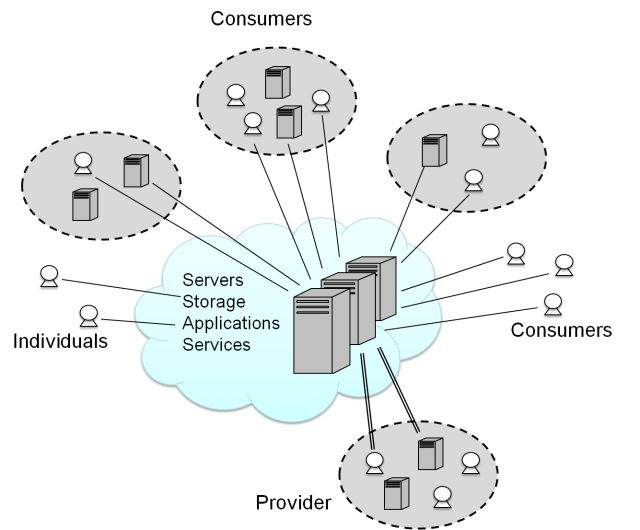 Consumers
Servers
Storage
Applications
Services
Individuals
Consumers
Provider